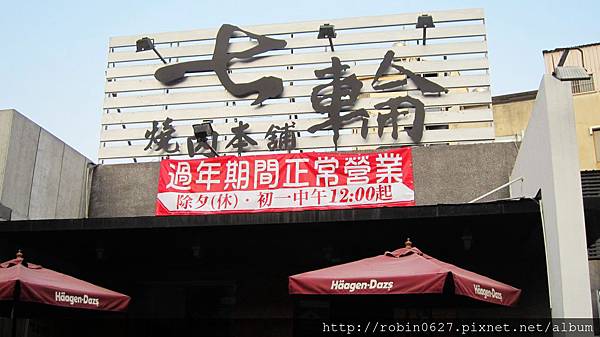 七輪
燒肉本舖
過年期間正常營業
除夕(休)．初一中午12:00起
Häagen-Dazs
Häagen-Dazs
Häagen-Dazs
http://robin0627.pixnet.net/album